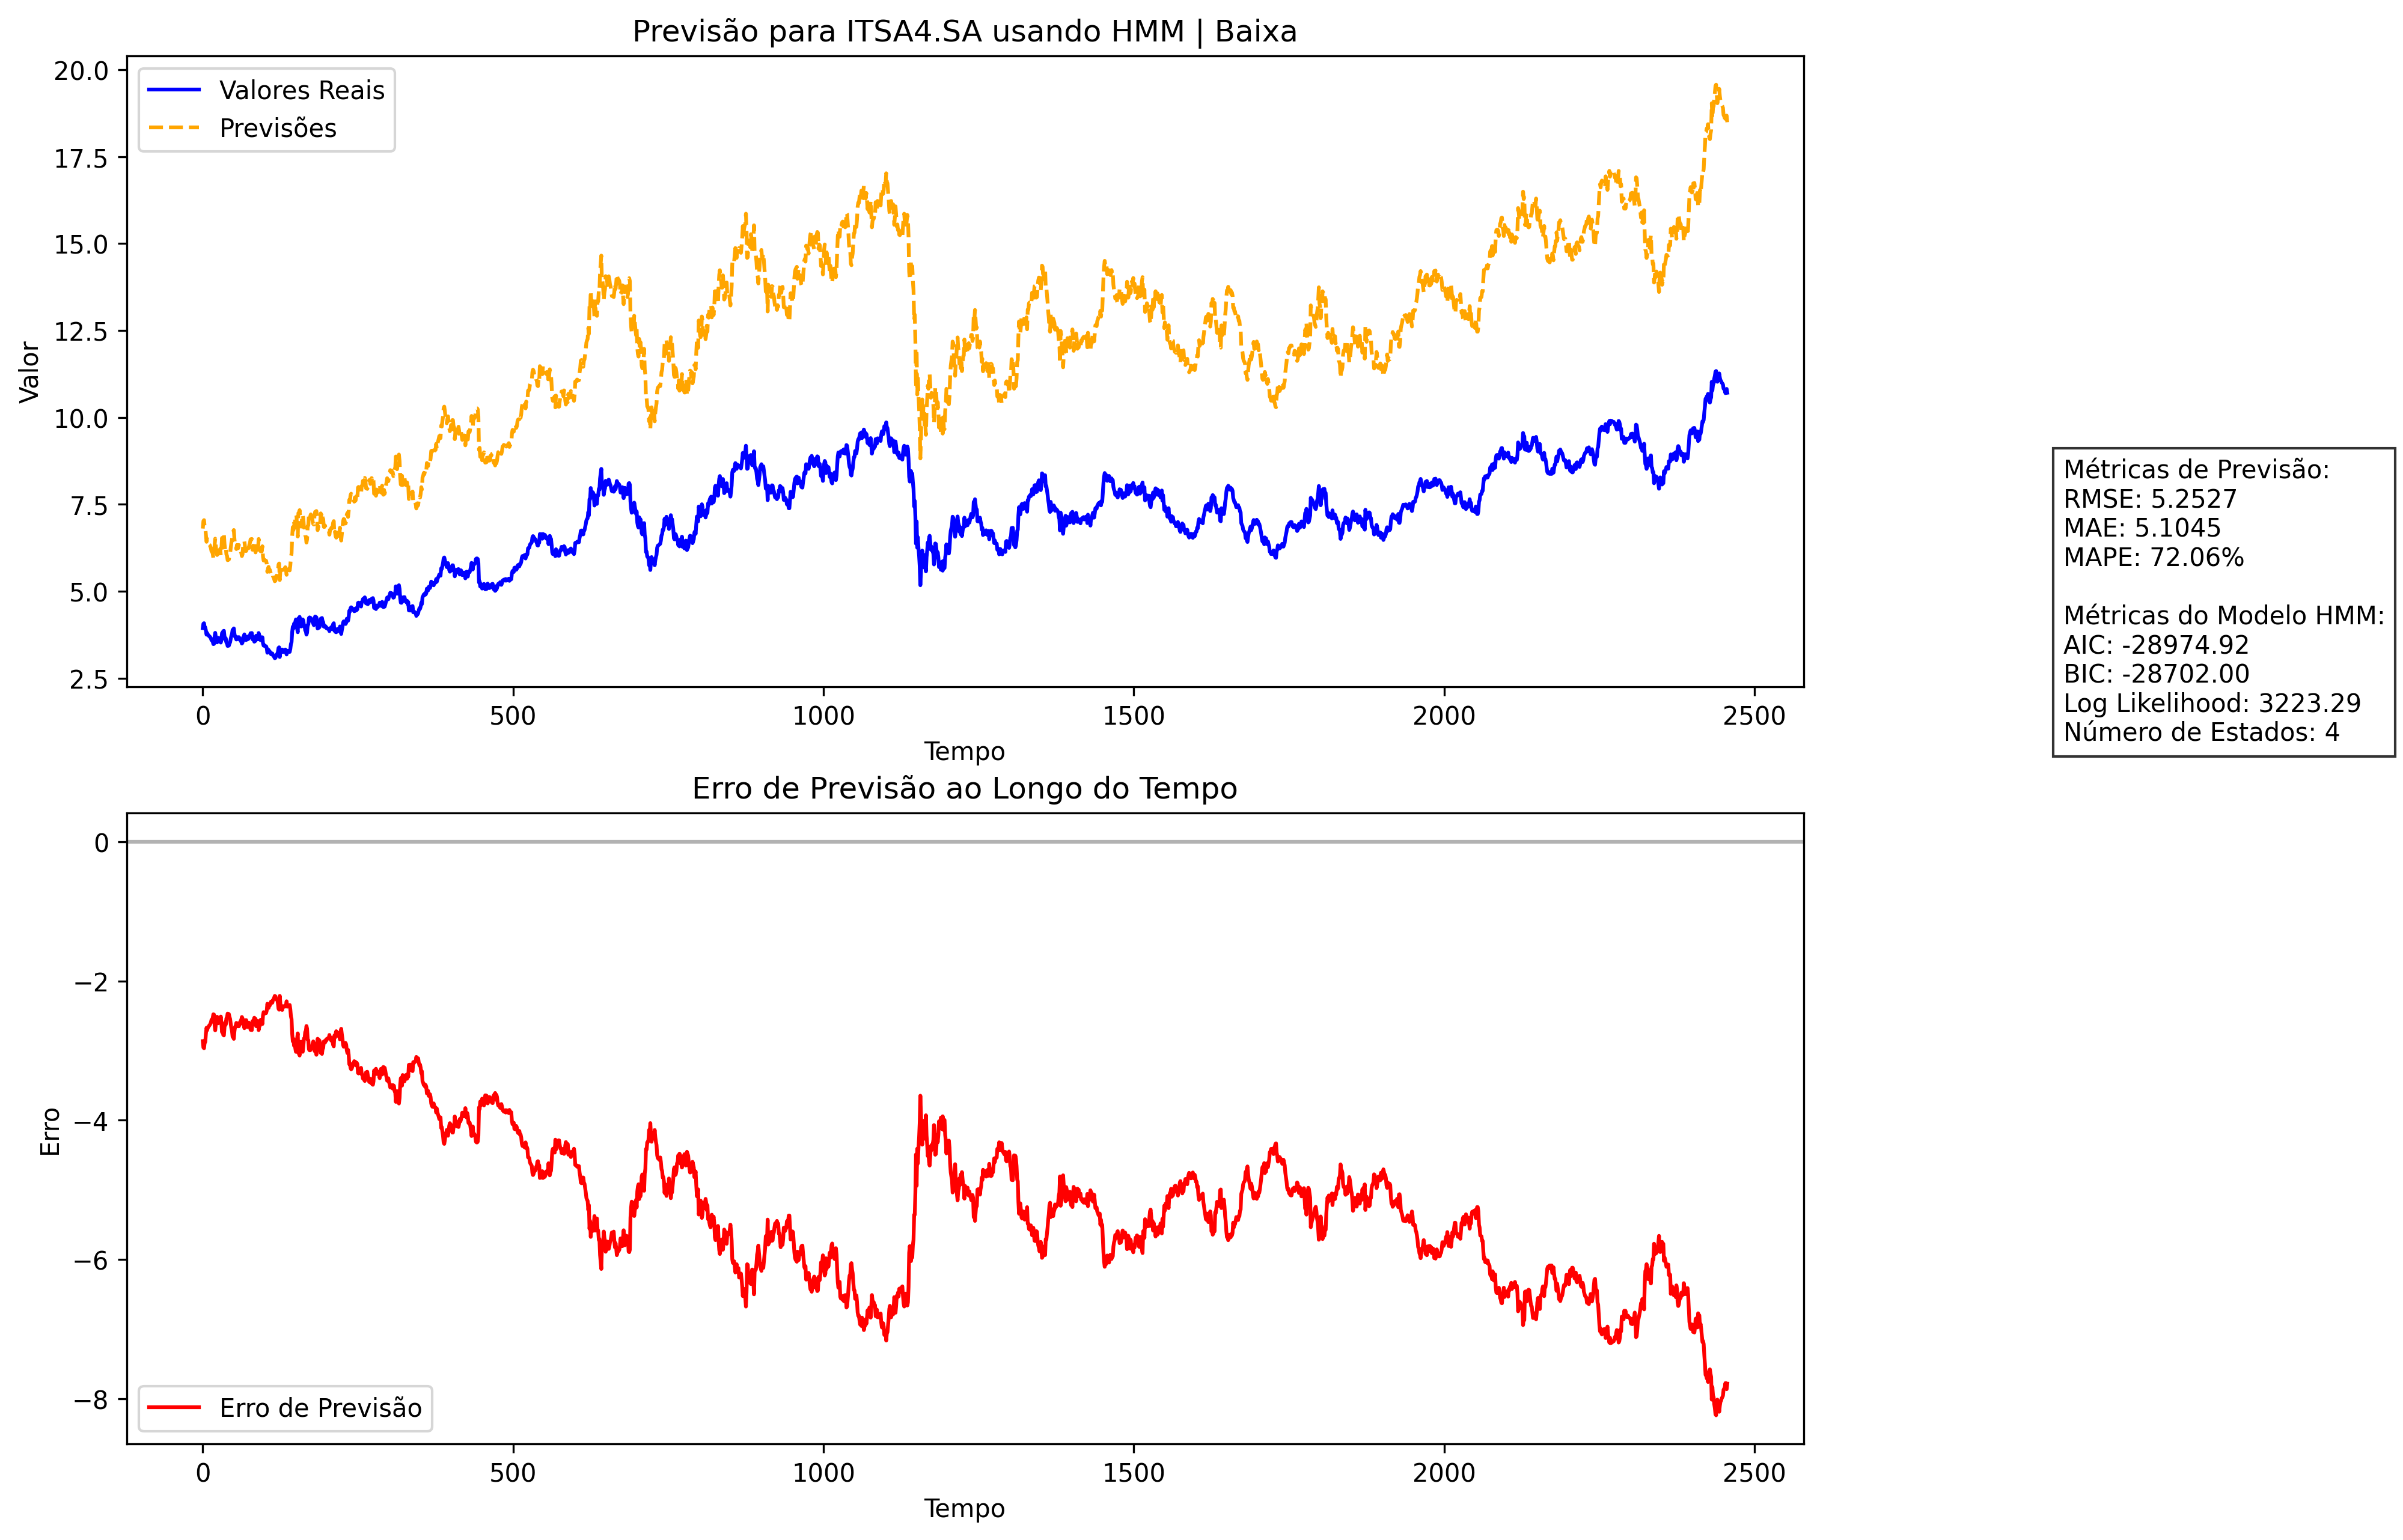 Previsão para ITSA4.SA usando HMM | Baixa
20.0
17.5
15.0
12.5
10.0
7.5
5.0
2.5
Valor
Valores Reais
Previsões
0 500 1000 1500 2000 2500
Tempo
Métricas de Previsão:
RMSE: 5.2527
MAE: 5.1045
MAPE: 72.06%
Métricas do Modelo HMM:
AIC: -28974.92
BIC: -28702.00
Log Likelihood: 3223.29
Número de Estados: 4
Erro de Previsão ao Longo do Tempo
0
−2
−4
−6
−8
Erro
Erro de Previsão
0 500 1000 1500 2000 2500
Tempo